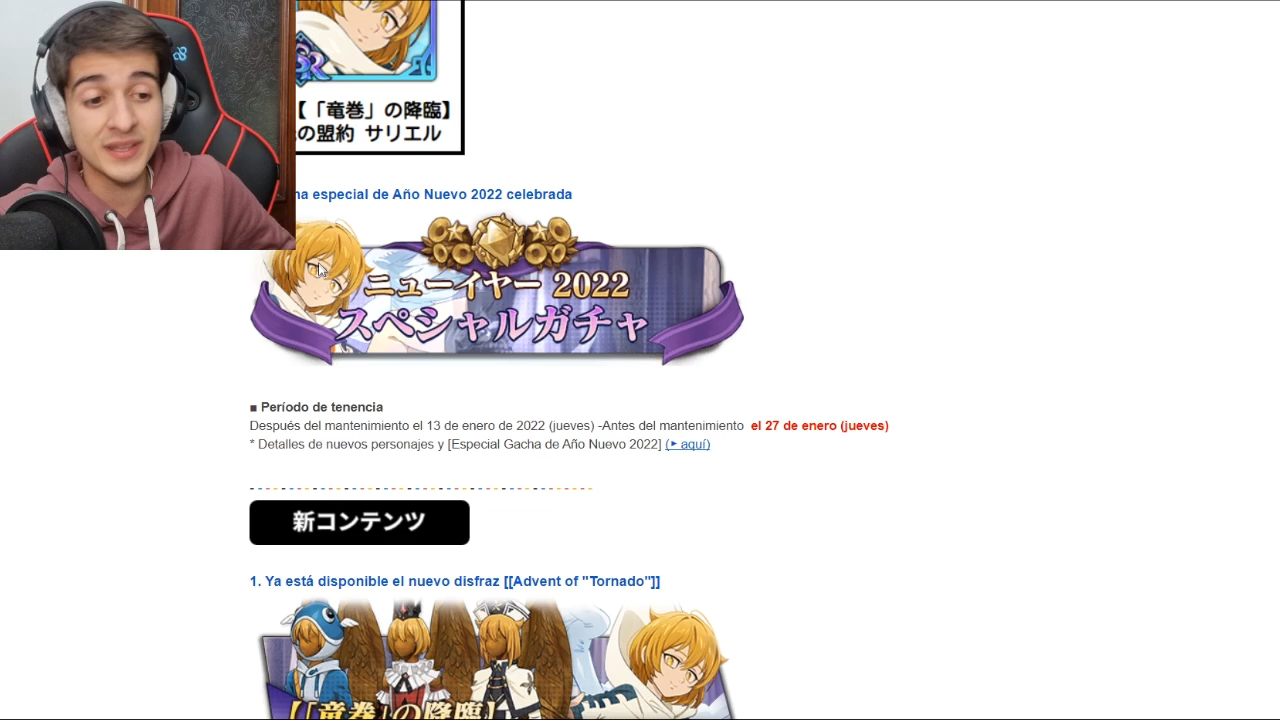 【「竜巻」の降臨】
の盟約 サリエル
na especial de Año Nuevo 2022 celebrada
ニューイヤー 2022
スペシャルガチャ
■ Período de tenencia
Después del mantenimiento el 13 de enero de 2022 (jueves) -Antes del mantenimiento el 27 de enero (jueves)
* Detalles de nuevos personajes y [Especial Gacha de Año Nuevo 2022] (▸ aquí)
新コンテンツ
1. Ya está disponible el nuevo disfraz [[Advent of "Tornado"]]
【「竜巻」の降臨】